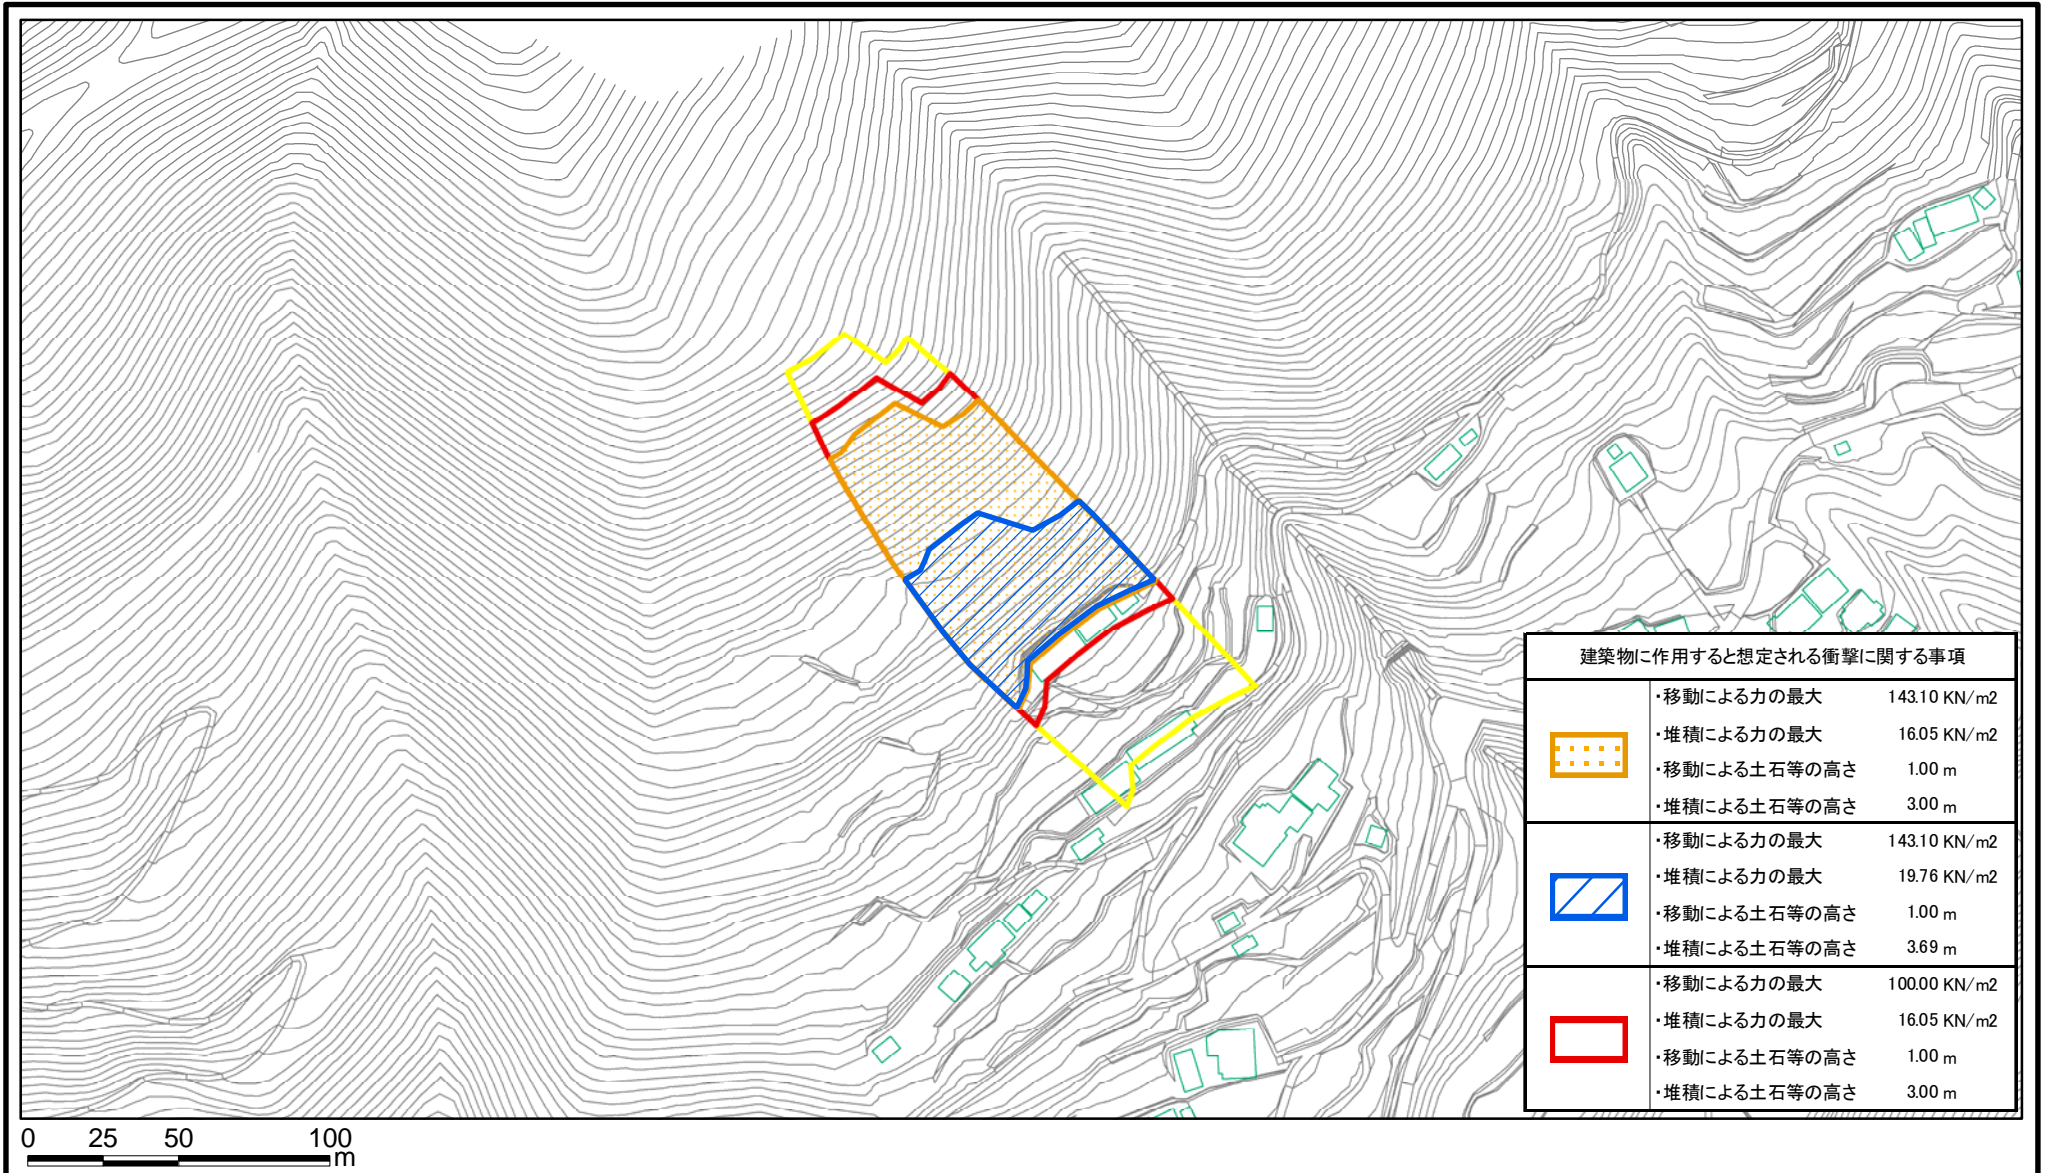 建築物に作用すると想定される衝撃に関する事項
・移動による力の最大 143.10 KN/m2
・堆積による力の最大 16.05 KN/m2
・移動による土石等の高さ 1.00 m
・堆積による土石等の高さ 3.00 m
・移動による力の最大 143.10 KN/m2
・堆積による力の最大 19.76 KN/m2
・移動による土石等の高さ 1.00 m
・堆積による土石等の高さ 3.69 m
・移動による力の最大 100.00 KN/m2
・堆積による力の最大 16.05 KN/m2
・移動による土石等の高さ 1.00 m
・堆積による土石等の高さ 3.00 m
0 25 50 100
m